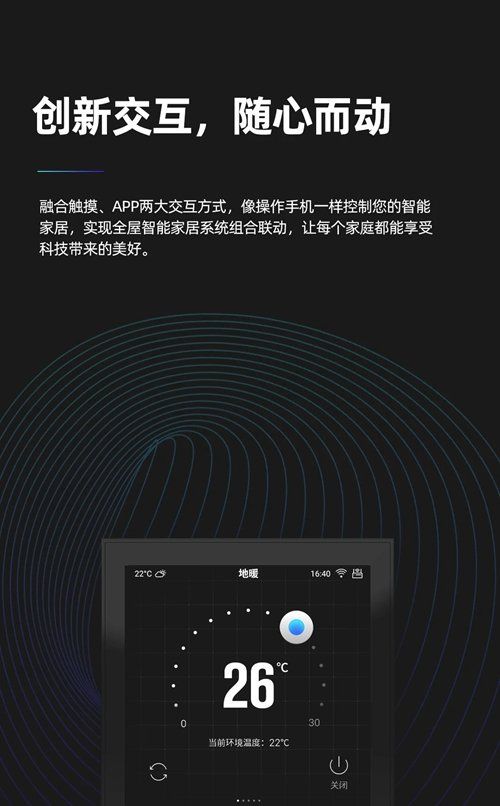 创新交互，随心而动
融合触摸、APP两大交互方式，像操作手机一样控制您的智能
家居，实现全屋智能家居系统组合联动，让每个家庭都能享受
科技带来的美好。
22°C 地暖 16:40
26℃
0 30
当前环境温度：22℃
关闭